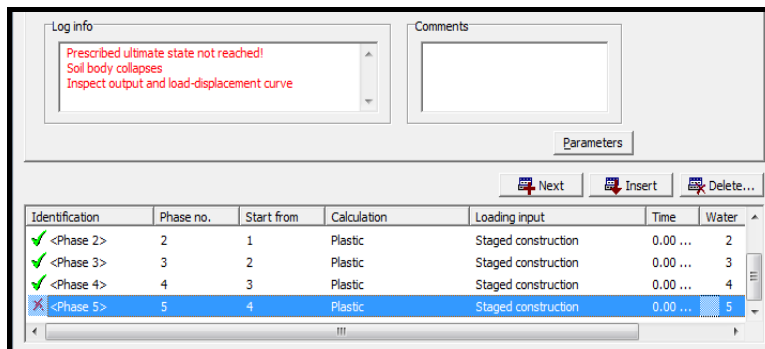 Log info
Comments
Prescribed ultimate state not reached!
Soil body collapses
Inspect output and load-displacement curve
Parameters
Next Insert Delete...
Identification Phase no. Start from Calculation Loading input Time Water
<Phase 2> 2 1 Plastic Staged construction 0.00 ... 2
<Phase 3> 3 2 Plastic Staged construction 0.00 ... 3
<Phase 4> 4 3 Plastic Staged construction 0.00 ... 4
<Phase 5> 5 4 Plastic Staged construction 0.00 ... 5